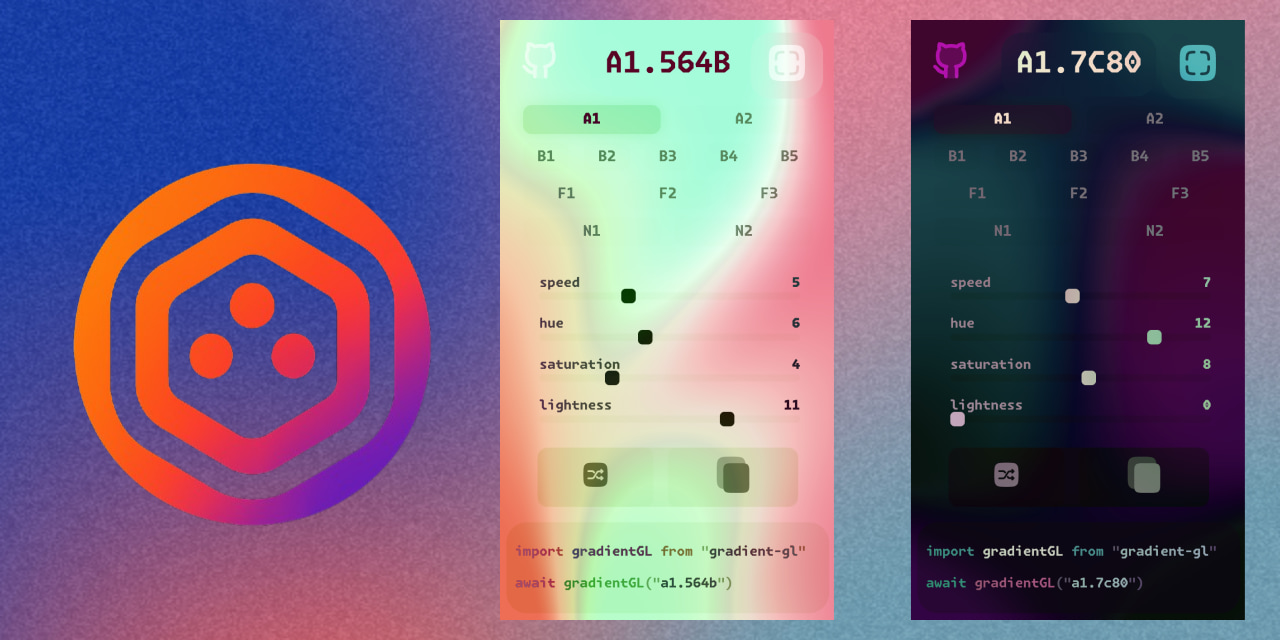 A1.564B
A1 A2
B1 B2 B3 B4 B5
F1 F2 F3
N1 N2
speed 5
hue 6
saturation 4
lightness 11
import gradientGL from "gradient-gl"
await gradientGL("a1.564b")
A1.7C80
A1 A2
B1 B2 B3 B4 B5
F1 F2 F3
N1 N2
speed 7
hue 12
saturation 8
lightness 0
import gradientGL from "gradient-gl"
await gradientGL("a1.7c80")